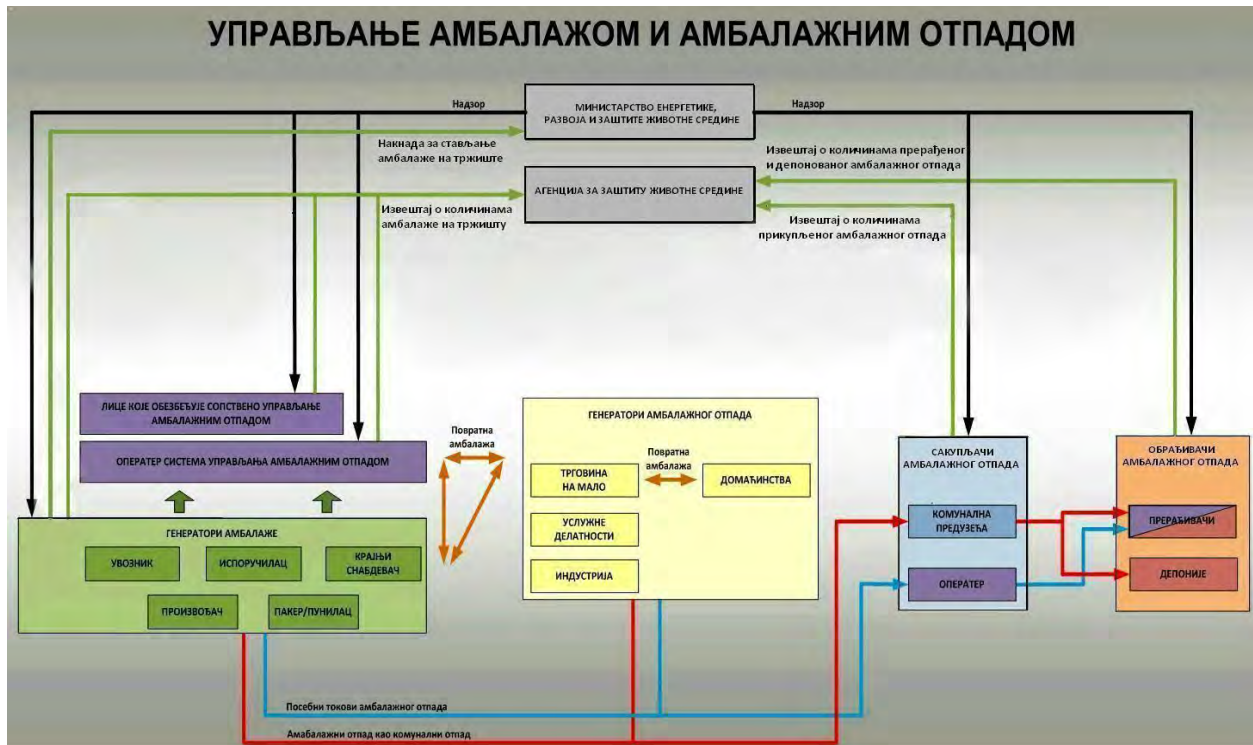 УПРАВЉАЊЕ АМБАЛАЖОМ И АМБАЛАЖНИМ ОТПАДОМ
Надзор
МИНИСТАРСТВО ЕНЕРГЕТИКЕ,
РАЗВОЈА И ЗАШТИТЕ ЖИВОТНЕ СРЕДИНЕ
Надзор
Накнада за стављање
амбалаже на тржиште
Извештај о количинама прерађеног
и депонованог амбалажног отпада
АГЕНЦИЈА ЗА ЗАШТИТУ ЖИВОТНЕ СРЕДИНЕ
Извештај о количинама
амбалаже на тржишту
Извештај о количинама
прикупљеног амбалажног отпада
ЛИЦЕ КОЈЕ ОБЕЗБЕЂУЈЕ СОПСТВЕНО УПРАВЉАЊЕ
АМБАЛАЖНИМ ОТПАДОМ
ОПЕРАТЕР СИСТЕМА УПРАВЉАЊА АМБАЛАЖНИМ ОТПАДОМ
Повратна
амбалажа
ГЕНЕРАТОРИ АМБАЛАЖНОГ ОТПАДА
Повратна
амбалажа
ТРГОВИНА
НА МАЛО
ДОМАЋИНСТВА
УСЛУЖНЕ
ДЕЛАТНОСТИ
ИНДУСТРИЈА
САКУПЉАЧИ
АМБАЛАЖНОГ ОТПАДА
КОМУНАЛНА
ПРЕДУЗЕЋА
ОПЕРАТЕР
ОБРАЂИВАЧИ
АМБАЛАЖНОГ ОТПАДА
ПРЕРАЂИВАЧИ
ДЕПОНИЈЕ
ГЕНЕРАТОРИ АМБАЛАЖЕ
УВОЗНИК
ИСПОРУЧИЛАЦ
КРАЈЊИ
СНАБДЕВАЧ
ПРОИЗВОЂАЧ
ПАКЕР/ПУНИЛАЦ
Посебни токови амбалажног отпада
Амабалажни отпад као комунални отпад